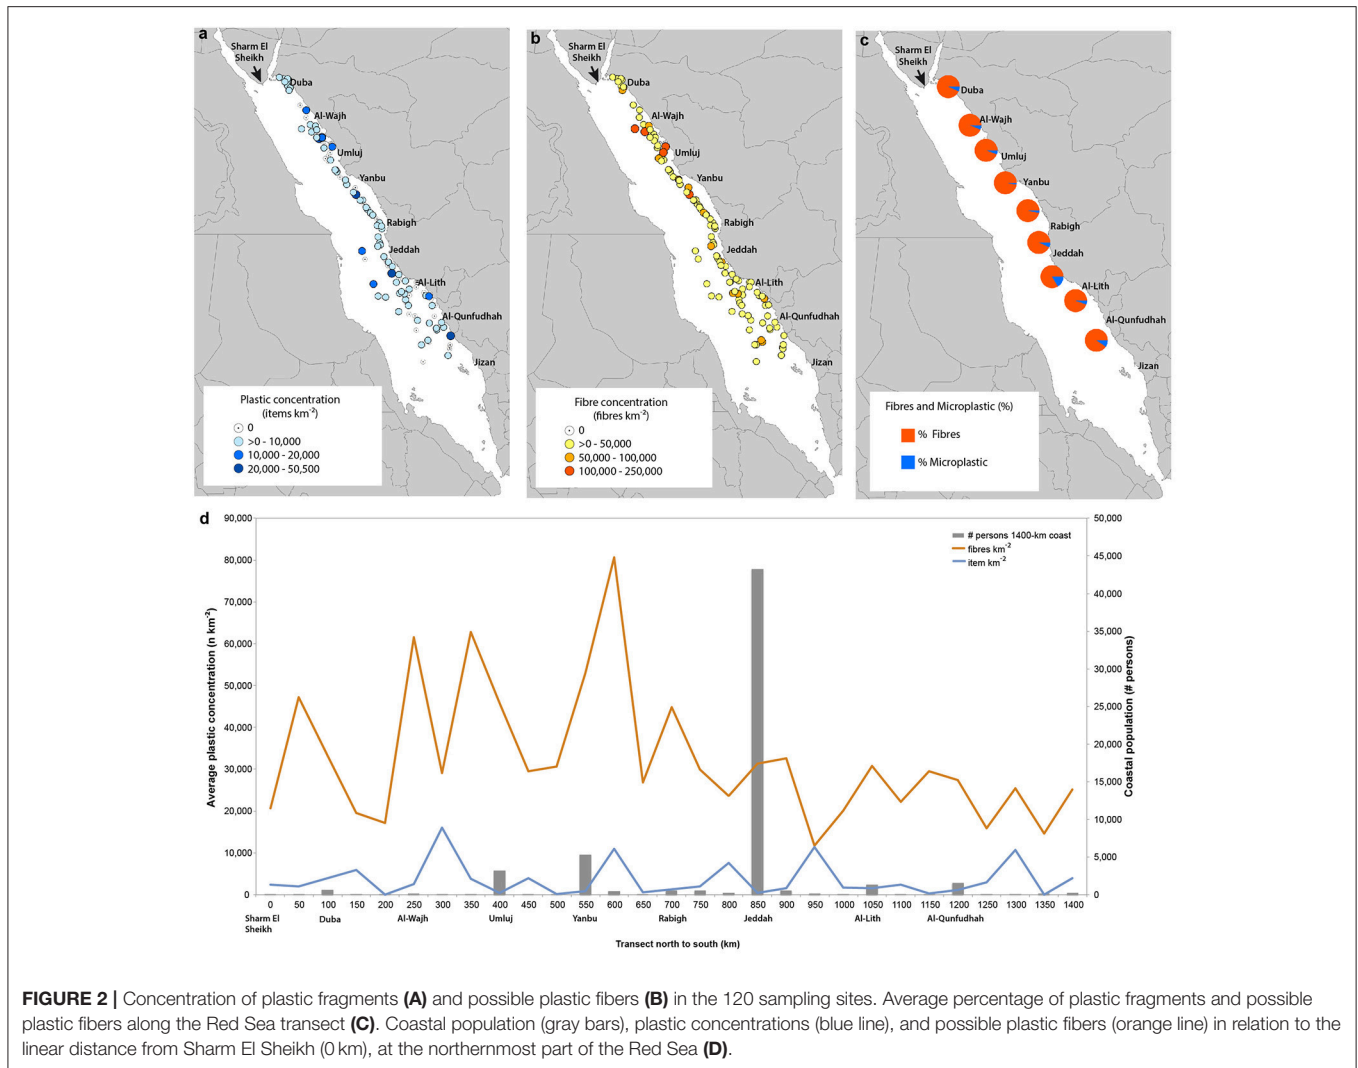 a
Sharm El
Sheikh
Duba
Al-Wajh
Umluj
Yanbu
Rabigh
Jeddah
Al-Lith
Al-Qunfudhah
Jizan
Plastic concentration
(items km-2)
0
>0 - 10,000
10,000 - 20,000
20,000 - 50,500
b
Sharm El
Sheikh
Duba
Al-Wajh
Umluj
Yanbu
Rabigh
Jeddah
Al-Lith
Al-Qunfudhah
Jizan
Fibre concentration
(fibres km-2)
0
>0 - 50,000
50,000 - 100,000
100,000 - 250,000
c
Sharm El
Sheikh
Duba
Al-Wajh
Umluj
Yanbu
Rabigh
Jeddah
Al-Lith
Al-Qunfudhah
Jizan
Fibres and Microplastic (%)
% Fibres
% Microplastic
d
90,000
80,000
70,000
60,000
50,000
40,000
30,000
20,000
10,000
0
Average plastic concentration (n km-2)
# persons 1400-km coast
fibres km-2
item km-2
50,000
45,000
40,000
35,000
30,000
25,000
20,000
15,000
10,000
5,000
0
Coastal population (# persons)
0 50 100 150 200 250 300 350 400 450 500 550 600 650 700 750 800 850 900 950 1000 1050 1100 1150 1200 1250 1300 1350 1400
Sharm El
Sheikh
Duba Al-Wajh Umluj Yanbu Rabigh Jeddah Al-Lith Al-Qunfudhah
Transect north to south (km)
FIGURE 2 | Concentration of plastic fragments (A) and possible plastic fibers (B) in the 120 sampling sites. Average percentage of plastic fragments and possible
plastic fibers along the Red Sea transect (C). Coastal population (gray bars), plastic concentrations (blue line), and possible plastic fibers (orange line) in relation to the
linear distance from Sharm El Sheikh (0 km), at the northernmost part of the Red Sea (D).